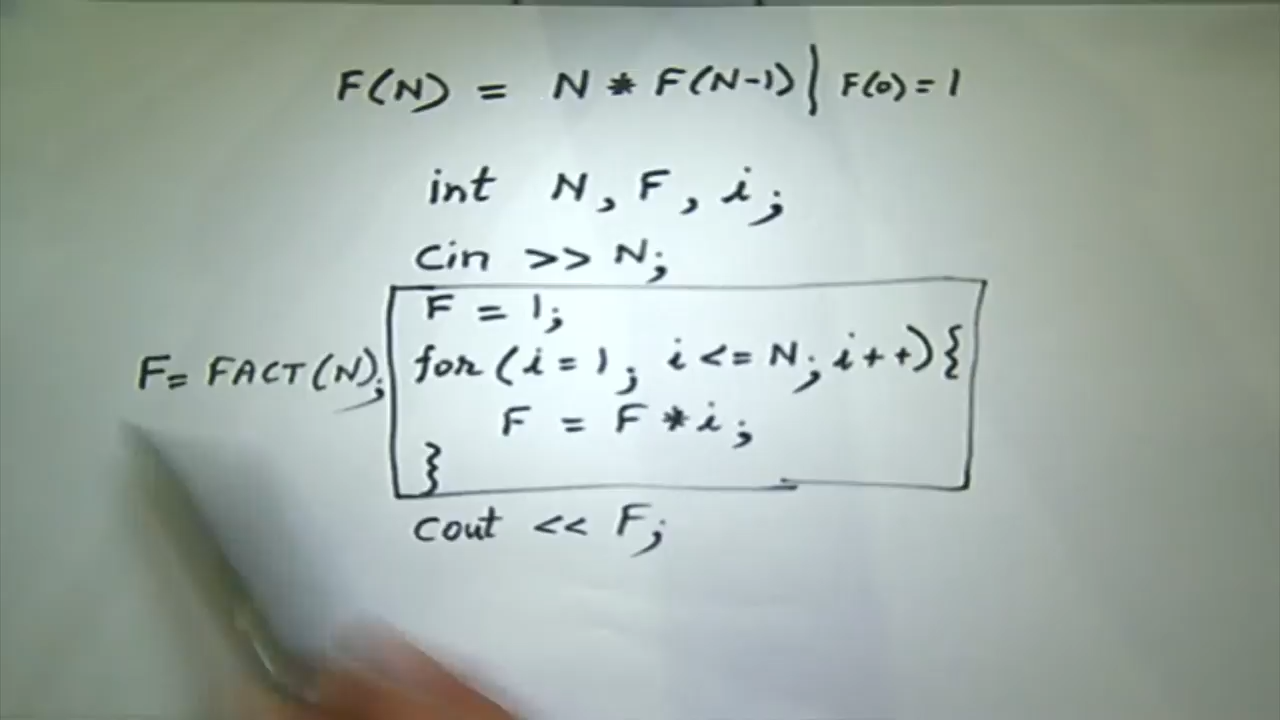 F(N) = N * F(N-1) | F(0) = 1
int N, F, i;
Cin >> N;
F = 1;
F = FACT(N);
for (i = 1; i <= N; i++) {
F = F * i;
}
Cout << F;